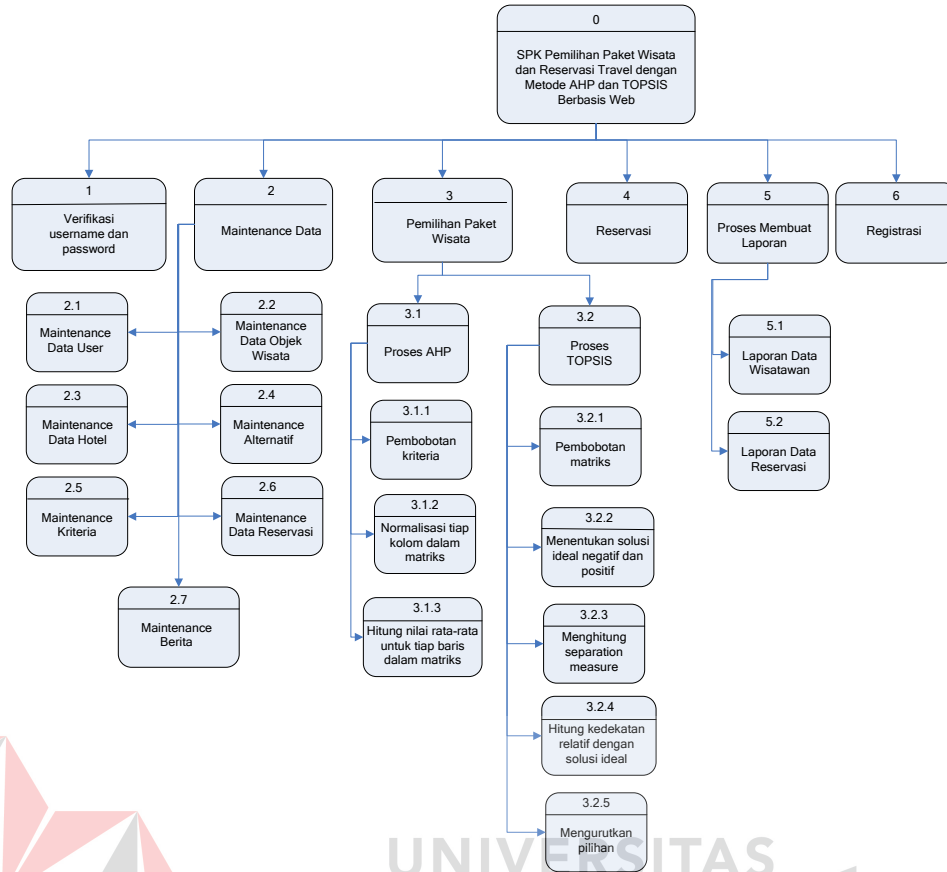 0
SPK Pemilihan Paket Wisata
dan Reservasi Travel dengan
Metode AHP dan TOPSIS
Berbasis Web
1
Verifikasi
username dan
password
2
Maintenance Data
3
Pemilihan Paket
Wisata
4
Reservasi
5
Proses Membuat
Laporan
6
Registrasi
2.1
Maintenance
Data User
2.2
Maintenance
Data Objek
Wisata
2.3
Maintenance
Data Hotel
2.4
Maintenance
Alternatif
2.5
Maintenance
Kriteria
2.6
Maintenance
Data Reservasi
2.7
Maintenance
Berita
3.1
Proses AHP
3.1.1
Pembobotan
kriteria
3.1.2
Normalisasi tiap
kolom dalam
matriks
3.1.3
Hitung nilai rata-rata
untuk tiap baris
dalam matriks
3.2
Proses
TOPSIS
3.2.1
Pembobotan
matriks
3.2.2
Menentukan solusi
ideal negatif dan
positif
3.2.3
Menghitung
separation
measure
3.2.4
Hitung kedekatan
relatif dengan
solusi ideal
3.2.5
Mengurutkan
pilihan
5.1
Laporan Data
Wisatawan
5.2
Laporan Data
Reservasi
UNIVERSITAS